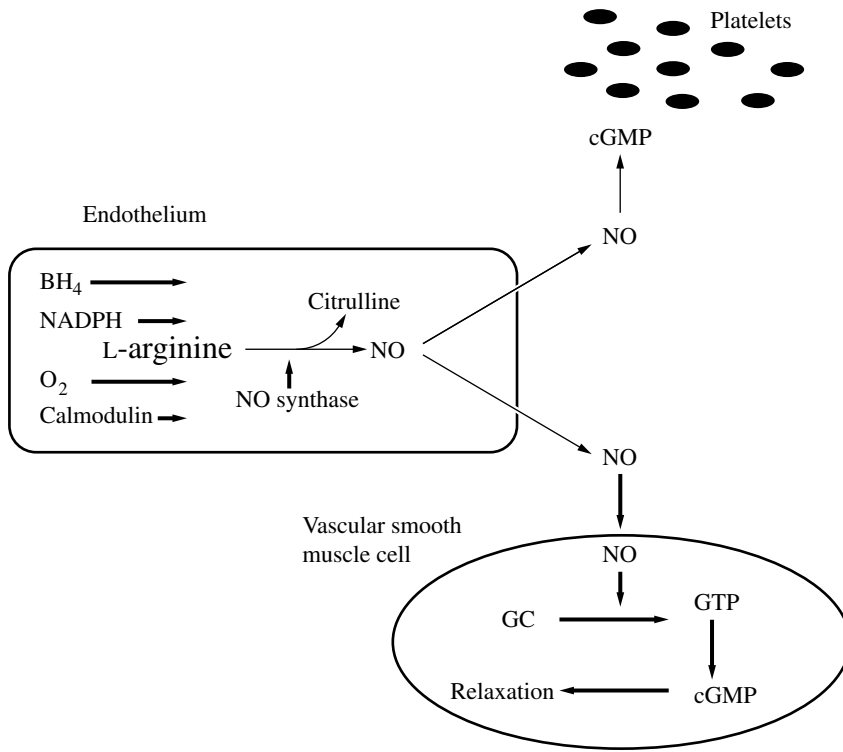 Platelets
cGMP
Endothelium
NO
BH4
Citrulline
NADPH
L-arginine
NO
O2
NO synthase
Calmodulin
NO
Vascular smooth
muscle cell
NO
GC
GTP
Relaxation
cGMP